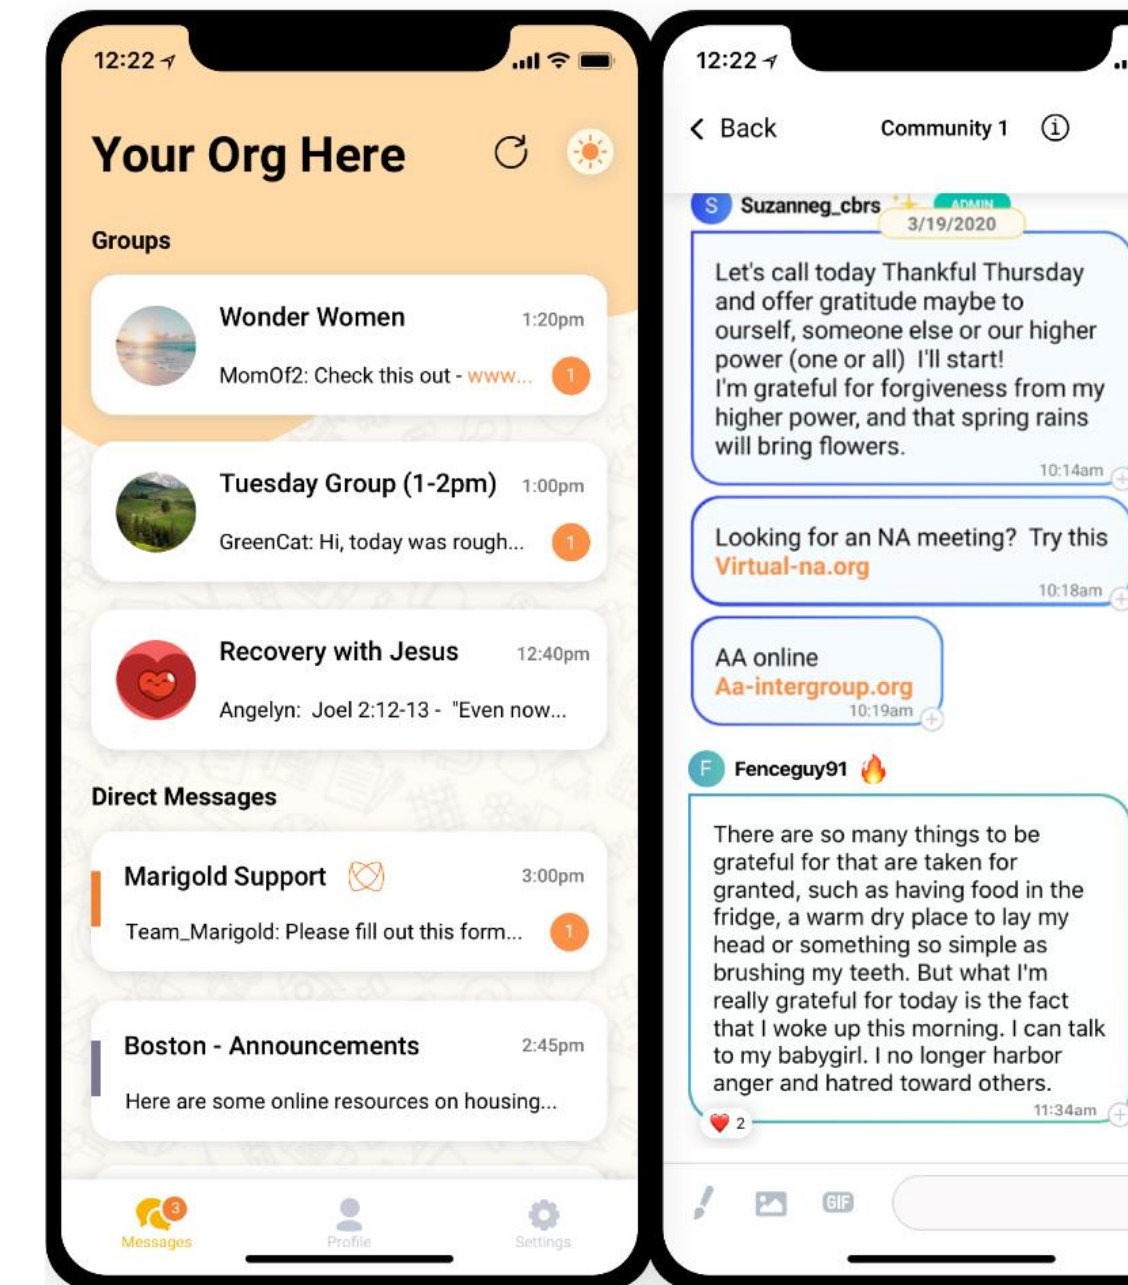 12:22
Your Org Here
Groups
Wonder Women 1:20pm
MomOf2: Check this out - www... 1
Tuesday Group (1-2pm) 1:00pm
GreenCat: Hi, today was rough... 1
Recovery with Jesus 12:40pm
Angelyn: Joel 2:12-13 - "Even now...
Direct Messages
Marigold Support 3:00pm
Team_Marigold: Please fill out this form... 1
Boston - Announcements 2:45pm
Here are some online resources on housing...
3
Messages Profile Settings
12:22
Back Community 1 i
S Suzanneg_cbrs ADMIN
3/19/2020
Let's call today Thankful Thursday
and offer gratitude maybe to
ourself, someone else or our higher
power (one or all) I'll start!
I'm grateful for forgiveness from my
higher power, and that spring rains
will bring flowers.
10:14am
Looking for an NA meeting? Try this
Virtual-na.org
10:18am
AA online
Aa-intergroup.org
10:19am
F Fenceguy91
There are so many things to be
grateful for that are taken for
granted, such as having food in the
fridge, a warm dry place to lay my
head or something so simple as
brushing my teeth. But what I'm
really grateful for today is the fact
that I woke up this morning. I can talk
to my babygirl. I no longer harbor
anger and hatred toward others.
11:34am
2
GIF